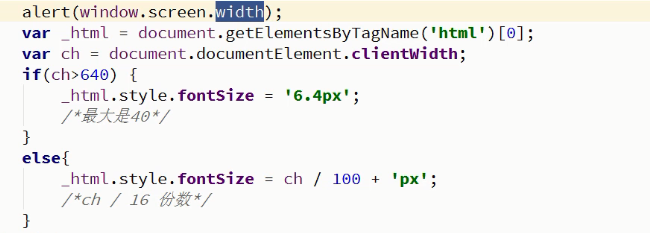 alert(window.screen.width);
var _html = document.getElementsByTagName('html')[0];
var ch = document.documentElement.clientWidth;
if(ch>640) {
    _html.style.fontSize = '6.4px';
    /*最大是40*/
}
else{
    _html.style.fontSize = ch / 100 + 'px';
    /*ch / 16 份数*/
}